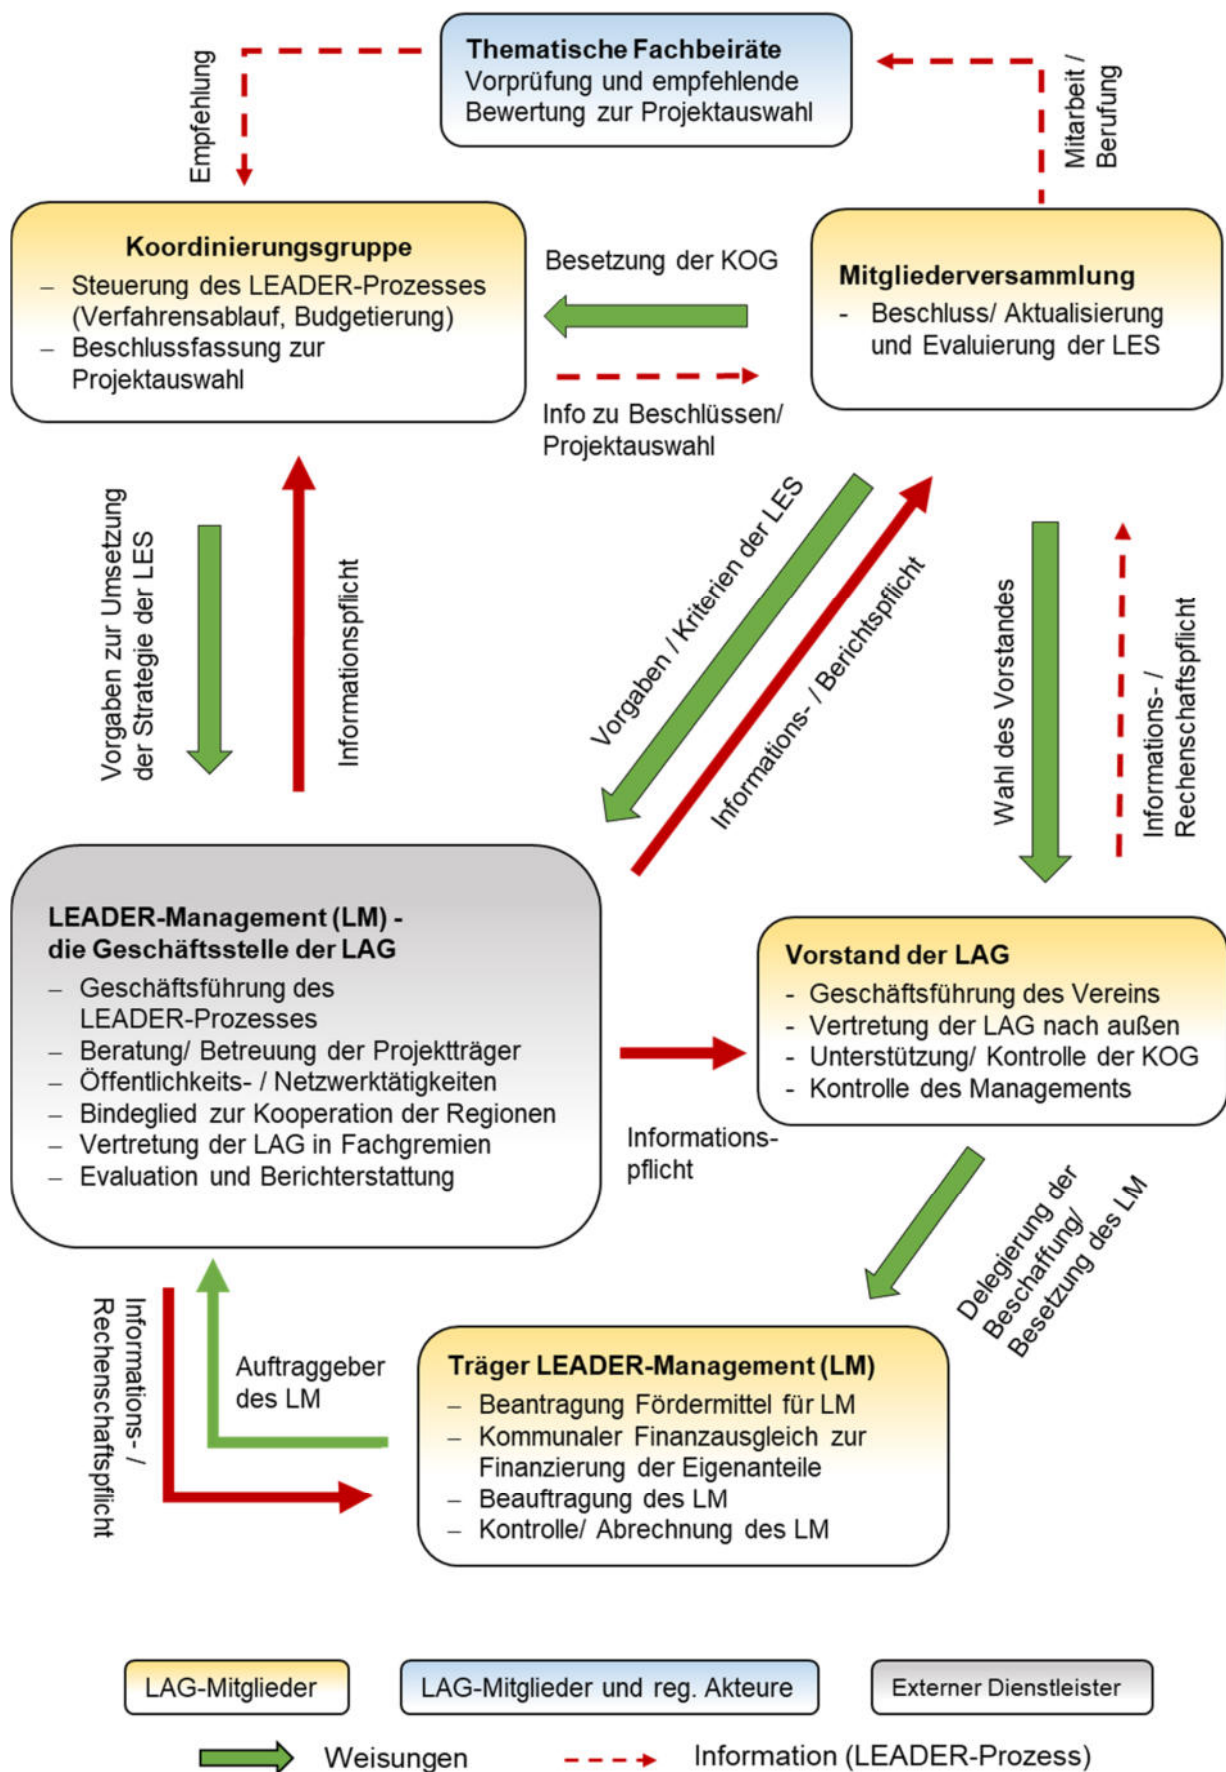 Thematische Fachbeiräte
Vorprüfung und empfehlende
Bewertung zur Projektauswahl
Empfehlung
Mitarbeit /
Berufung
Koordinierungsgruppe
– Steuerung des LEADER-Prozesses
(Verfahrensablauf, Budgetierung)
– Beschlussfassung zur
Projektauswahl
Besetzung der KOG
Info zu Beschlüssen/
Projektauswahl
Mitgliederversammlung
- Beschluss/ Aktualisierung
und Evaluierung der LES
Vorgaben zur Umsetzung
der Strategie der LES
Informationspflicht
Vorgaben / Kriterien der LES
Informations- / Berichtspflicht
Wahl des Vorstandes
Informations- /
Rechenschaftspflicht
LEADER-Management (LM) -
die Geschäftsstelle der LAG
– Geschäftsführung des
LEADER-Prozesses
– Beratung/ Betreuung der Projektträger
– Öffentlichkeits- / Netzwerktätigkeiten
– Bindeglied zur Kooperation der Regionen
– Vertretung der LAG in Fachgremien
– Evaluation und Berichterstattung
Informations-
pflicht
Vorstand der LAG
- Geschäftsführung des Vereins
- Vertretung der LAG nach außen
- Unterstützung/ Kontrolle der KOG
- Kontrolle des Managements
Delegierung der
Beschaffung/
Besetzung des LM
Informations- /
Rechenschaftspflicht
Auftraggeber
des LM
Träger LEADER-Management (LM)
– Beantragung Fördermittel für LM
– Kommunaler Finanzausgleich zur
Finanzierung der Eigenanteile
– Beauftragung des LM
– Kontrolle/ Abrechnung des LM
LAG-Mitglieder
LAG-Mitglieder und reg. Akteure
Externer Dienstleister
Weisungen
Information (LEADER-Prozess)